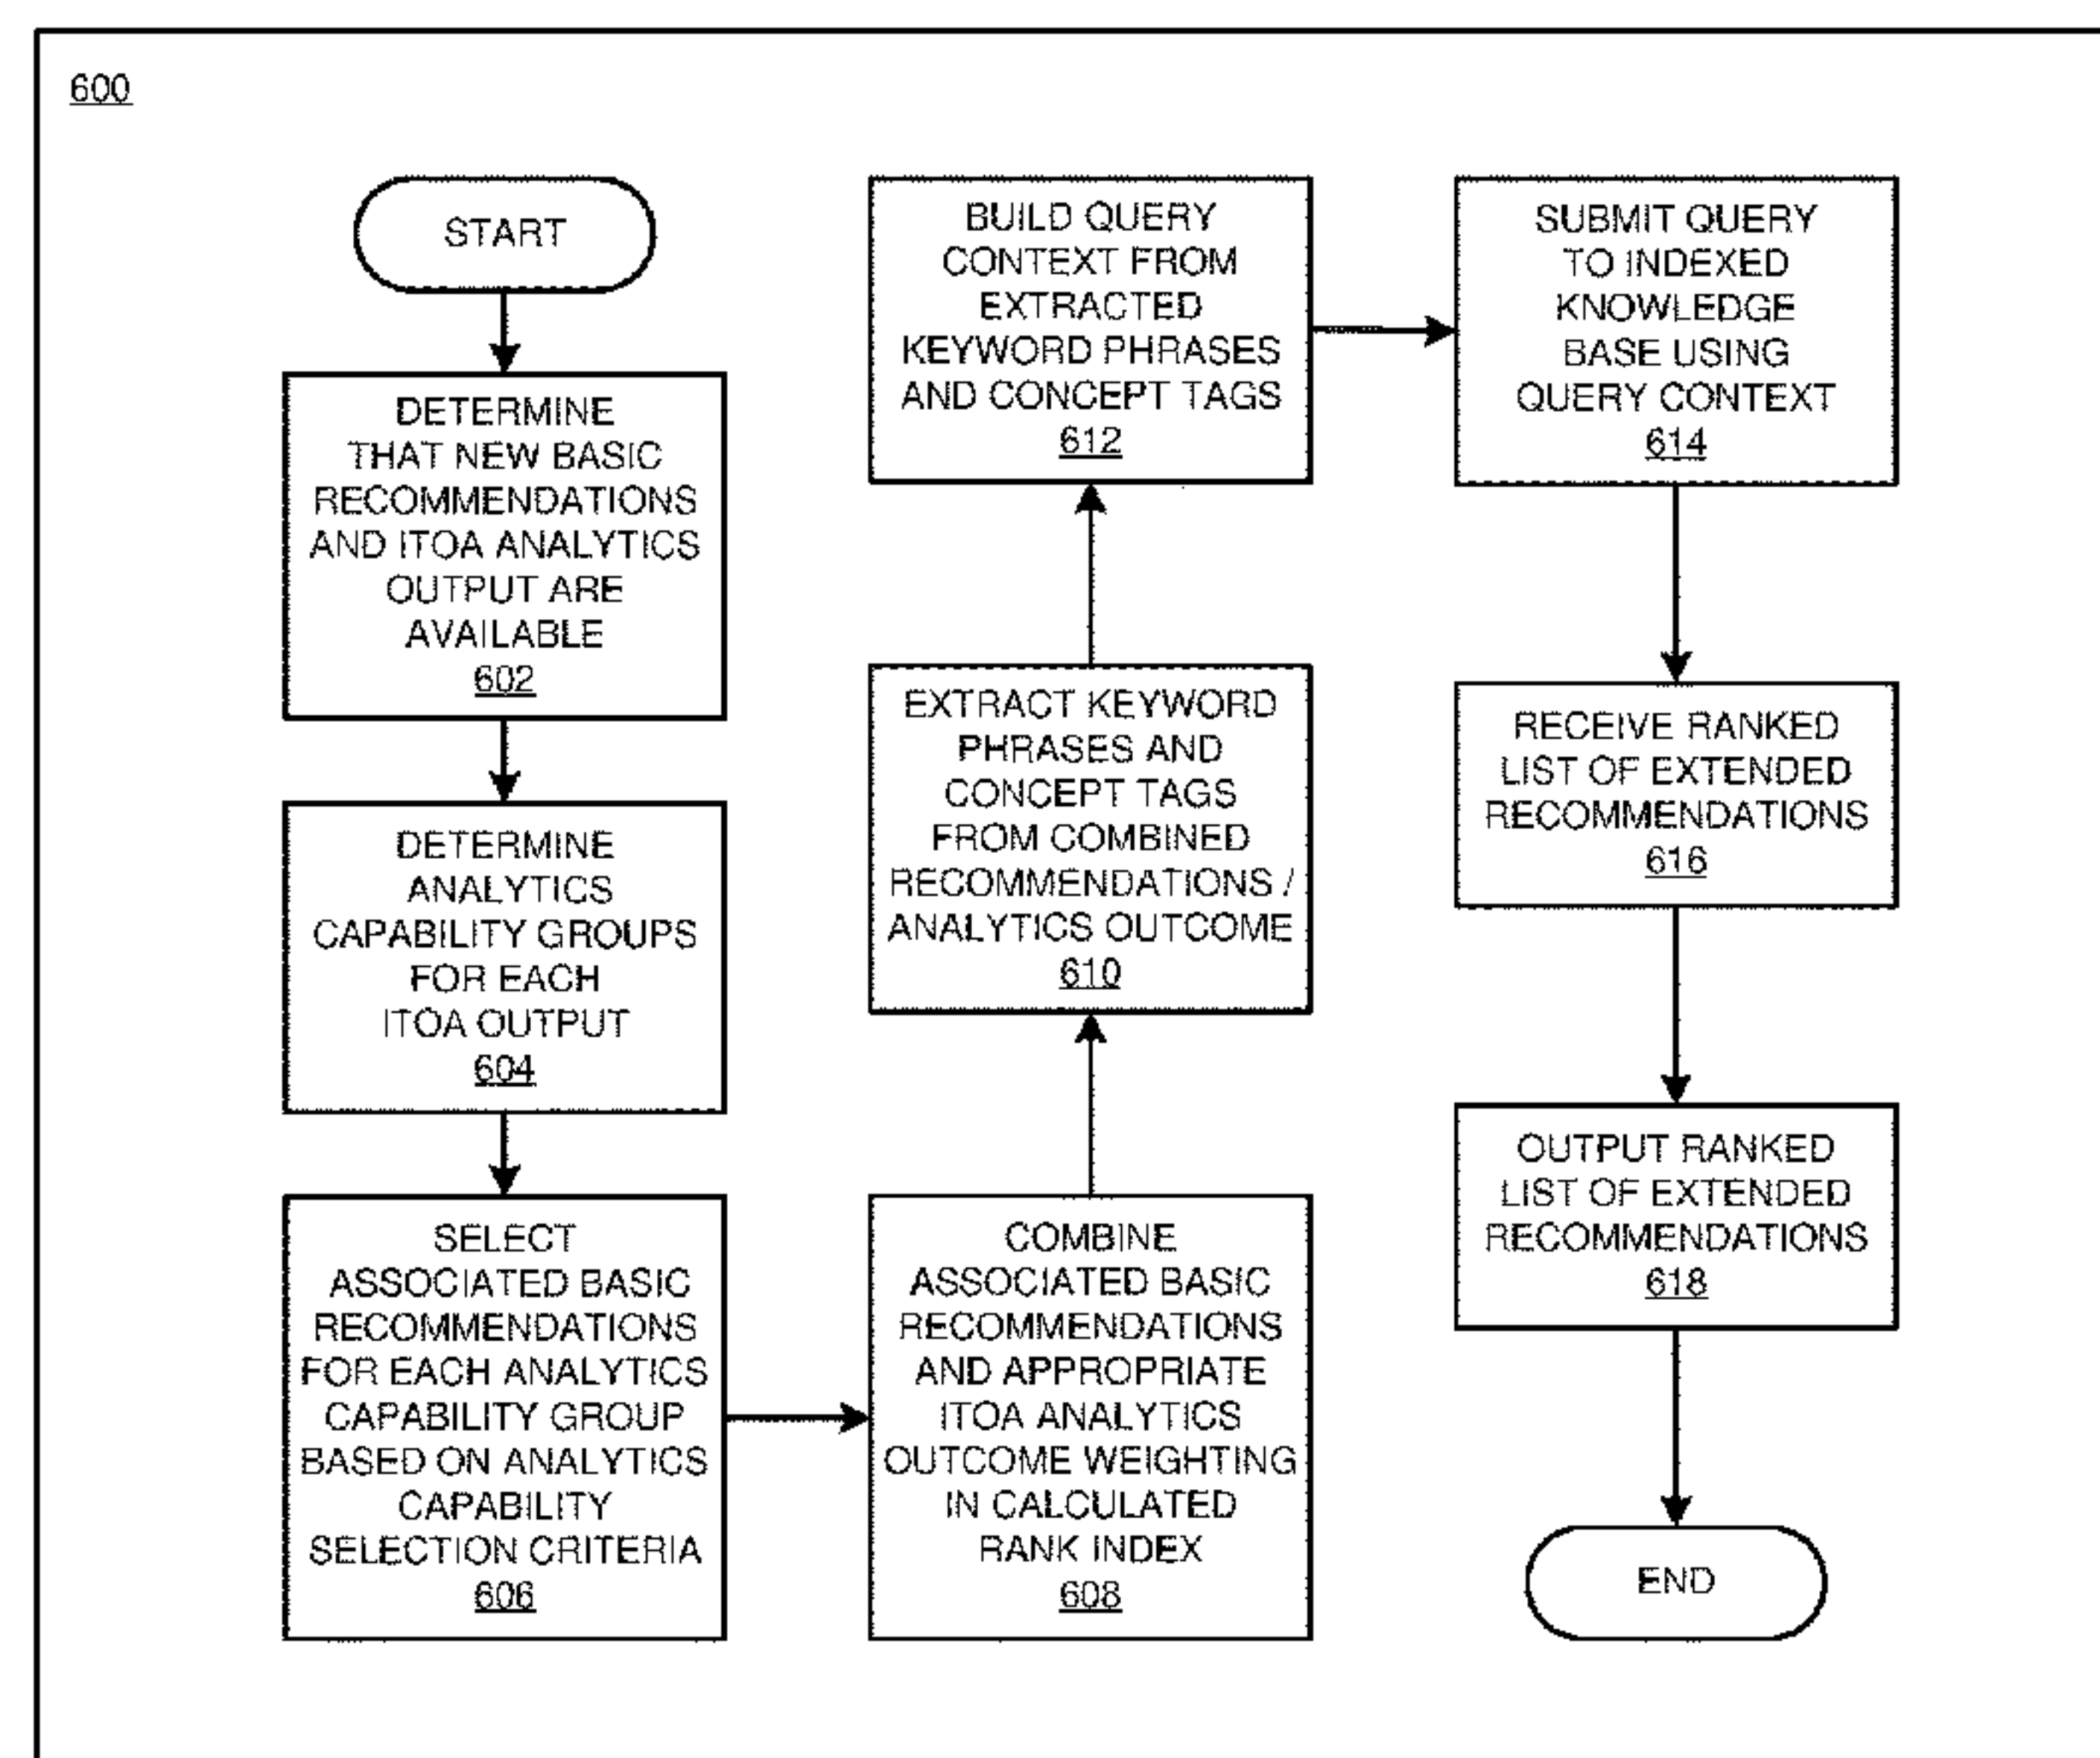 600
START
DETERMINE
THAT NEW BASIC
RECOMMENDATIONS
AND ITOA ANALYTICS
OUTPUT ARE
AVAILABLE
602
DETERMINE
ANALYTICS
CAPABILITY GROUPS
FOR EACH
ITOA OUTPUT
604
SELECT
ASSOCIATED BASIC
RECOMMENDATIONS
FOR EACH ANALYTICS
CAPABILITY GROUP
BASED ON ANALYTICS
CAPABILITY
SELECTION CRITERIA
606
COMBINE
ASSOCIATED BASIC
RECOMMENDATIONS
AND APPROPRIATE
ITOA ANALYTICS
OUTCOME WEIGHTING
IN CALCULATED
RANK INDEX
608
EXTRACT KEYWORD
PHRASES AND
CONCEPT TAGS
FROM COMBINED
RECOMMENDATIONS /
ANALYTICS OUTCOME
610
BUILD QUERY
CONTEXT FROM
EXTRACTED
KEYWORD PHRASES
AND CONCEPT TAGS
612
SUBMIT QUERY
TO INDEXED
KNOWLEDGE
BASE USING
QUERY CONTEXT
614
RECEIVE RANKED
LIST OF EXTENDED
RECOMMENDATIONS
616
OUTPUT RANKED
LIST OF EXTENDED
RECOMMENDATIONS
618
END